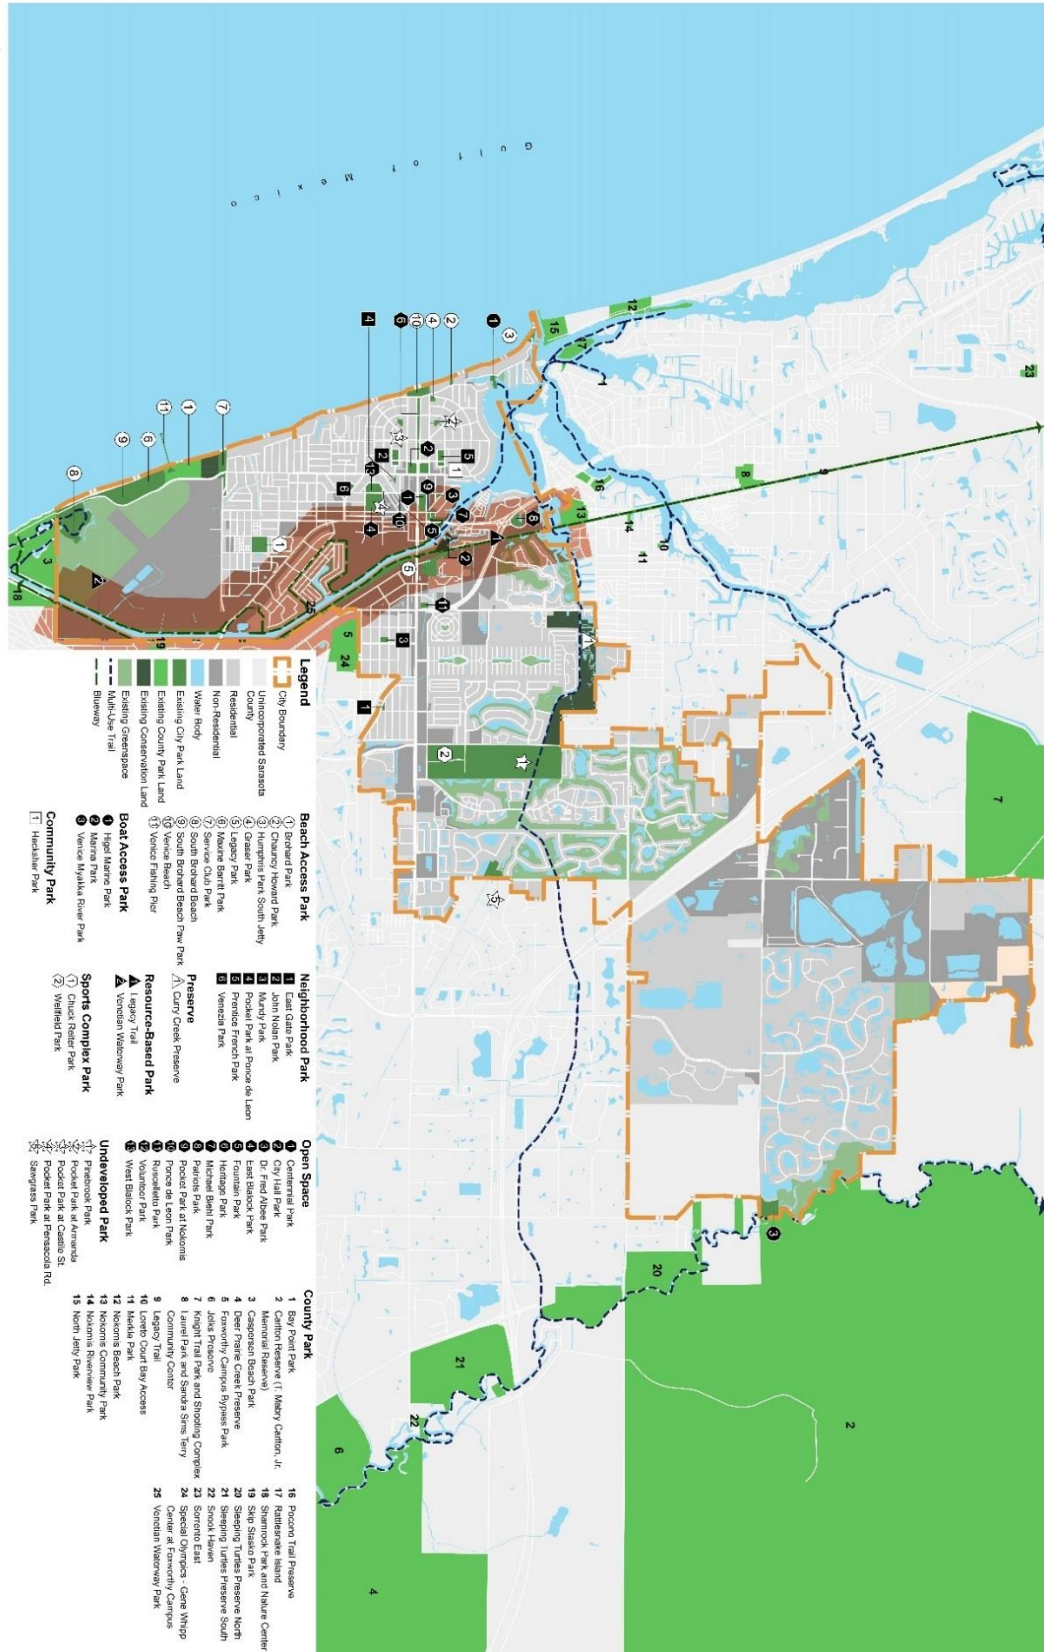 Gulf of Mexico
Legend
City Boundary
Unincorporated Sarasota
County
Residential
Non-Residential
Water Body
Existing City Park Land
Existing County Park Land
Existing Conservation Land
Existing Greenspace
Multi-Use Trail
Blueway
Beach Access Park
1 Brohard Park
2 Chauncy Howard Park
3 Humphris Park South Jetty
4 Graser Park
5 Legacy Park
6 Maxine Barritt Park
7 Service Club Park
8 South Brohard Beach
9 South Brohard Beach Paw Park
10 Venice Beach
11 Venice Fishing Pier
Boat Access Park
1 Higel Marine Park
2 Marina Park
3 Venice Myakka River Park
Community Park
1 Hecksher Park
Neighborhood Park
1 East Gate Park
2 John Nolan Park
3 Mundy Park
4 Pocket Park at Ponce de Leon
5 Prentice French Park
6 Venezia Park
Preserve
1 Curry Creek Preserve
Resource-Based Park
1 Legacy Trail
2 Venetian Waterway Park
Sports Complex Park
1 Chuck Reiter Park
2 Wellfield Park
Open Space
1 Centennial Park
2 City Hall Park
3 Dr. Fred Albee Park
4 East Blalock Park
5 Fountain Park
6 Heritage Park
7 Michael Biehl Park
8 Patriots Park
9 Pocket Park at Nokomis
10 Ponce de Leon Park
11 Ruscelletto Park
12 Volunteer Park
13 West Blalock Park
Undeveloped Park
1 Pinebrook Park
2 Pocket Park at Armanda
3 Pocket Park at Castile St.
4 Pocket Park at Pensacola Rd.
5 Sawgrass Park
County Park
1 Bay Point Park
2 Carlton Reserve (T. Mabry Carlton, Jr.
Memorial Reserve)
3 Casperson Beach Park
4 Deer Prairie Creek Preserve
5 Foxworthy Campus Bypass Park
6 Jelks Preserve
7 Knight Trail Park and Shooting Complex
8 Laurel Park and Sandra Sims Terry
Community Center
9 Legacy Trail
10 Loreto Court Bay Access
11 Merkle Park
12 Nokomis Beach Park
13 Nokomis Community Park
14 Nokomis Riverview Park
15 North Jetty Park
16 Pocono Trail Preserve
17 Rattlesnake Island
18 Shamrock Park and Nature Center
19 Skip Stasko Park
20 Sleeping Turtles Preserve North
21 Sleeping Turtles Preserve South
22 Snook Haven
23 Sorrento East
24 Special Olympics - Gene Whipp
Center at Foxworthy Campus
25 Venetian Waterway Park